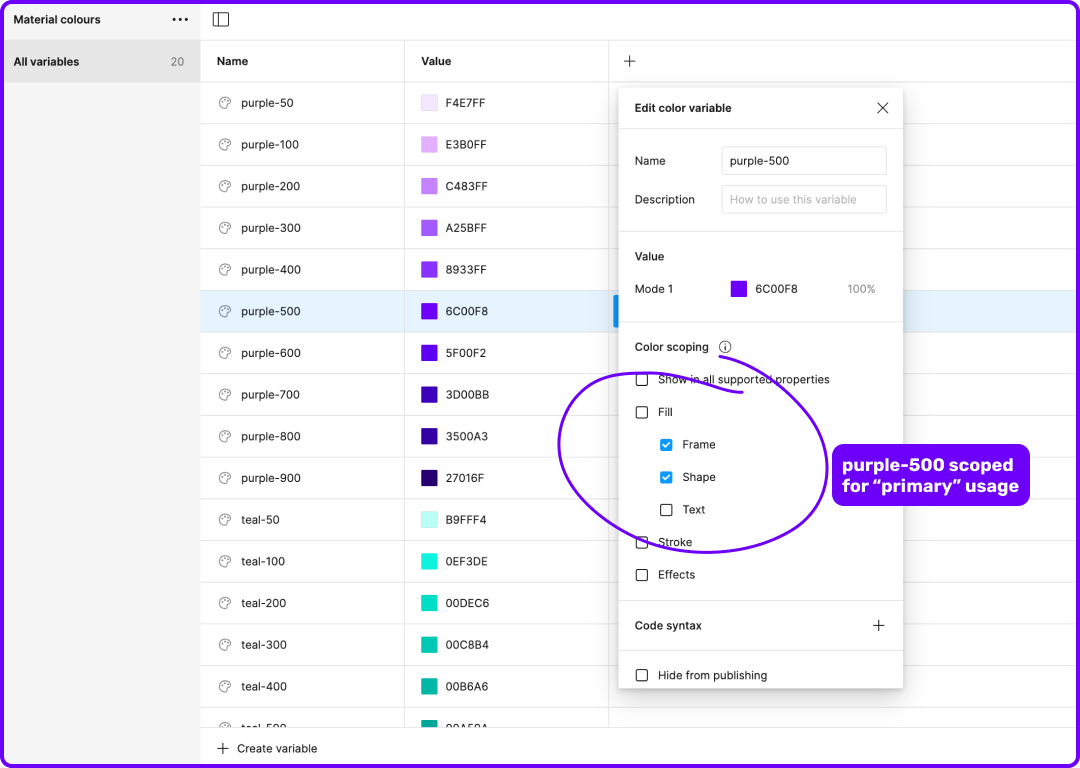 Material colours
All variables 20
Name Value
purple-50 F4E7FF
purple-100 E3B0FF
purple-200 C483FF
purple-300 A25BFF
purple-400 8933FF
purple-500 6C00F8
purple-600 5F00F2
purple-700 3D00BB
purple-800 3500A3
purple-900 27016F
teal-50 B9FFF4
teal-100 0EF3DE
teal-200 00DEC6
teal-300 00C8B4
teal-400 00B6A6
teal-500
Create variable
Edit color variable
Name purple-500
Description How to use this variable
Value
Mode 1 6C00F8 100%
Color scoping
Show in all supported properties
Fill
Frame
Shape
Text
Stroke
Effects
Code syntax
Hide from publishing
purple-500 scoped
for “primary” usage